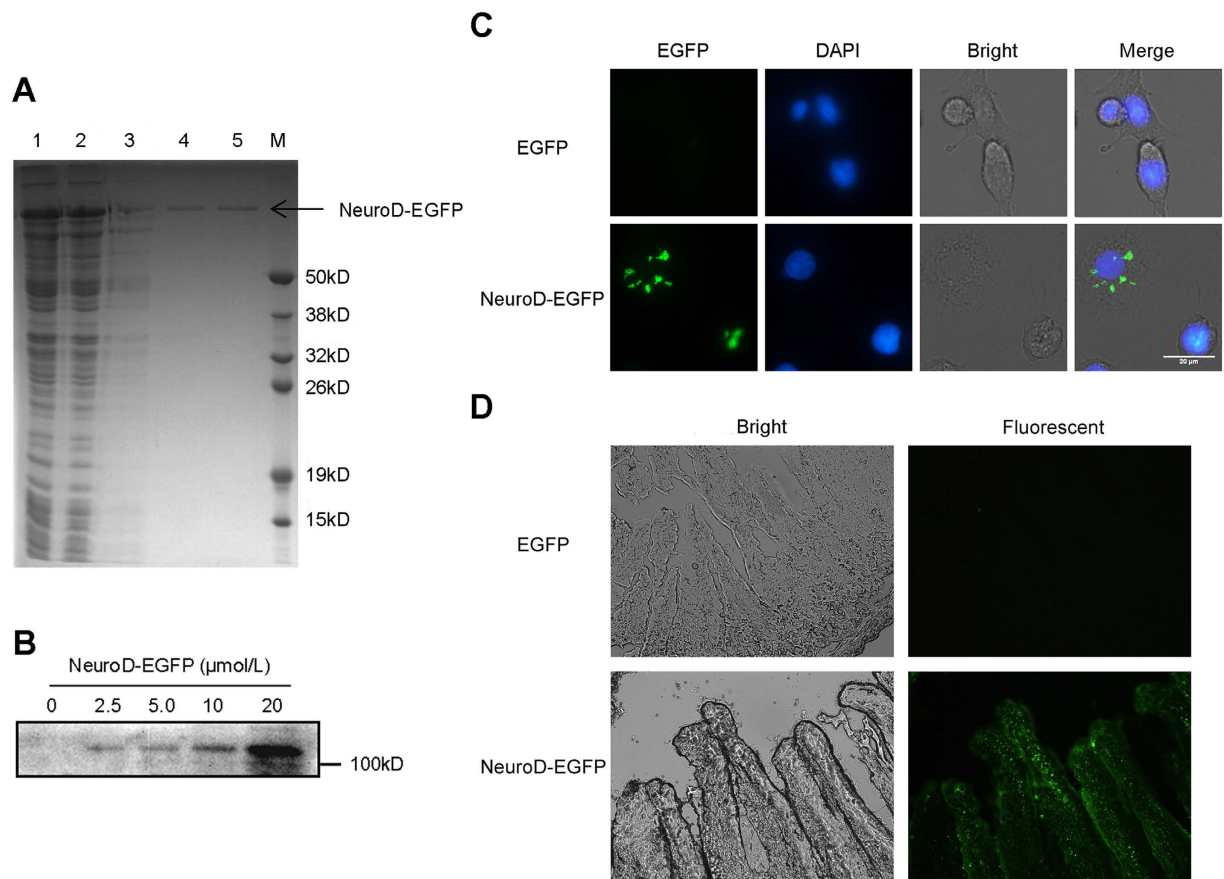 A
1 2 3 4 5 M
NeuroD-EGFP
50kD
38kD
32kD
26kD
19kD
15kD
B
NeuroD-EGFP (µmol/L)
0 2.5 5.0 10 20
100kD
C
EGFP DAPI Bright Merge
EGFP
NeuroD-EGFP
20 µm
D
Bright Fluorescent
EGFP
NeuroD-EGFP